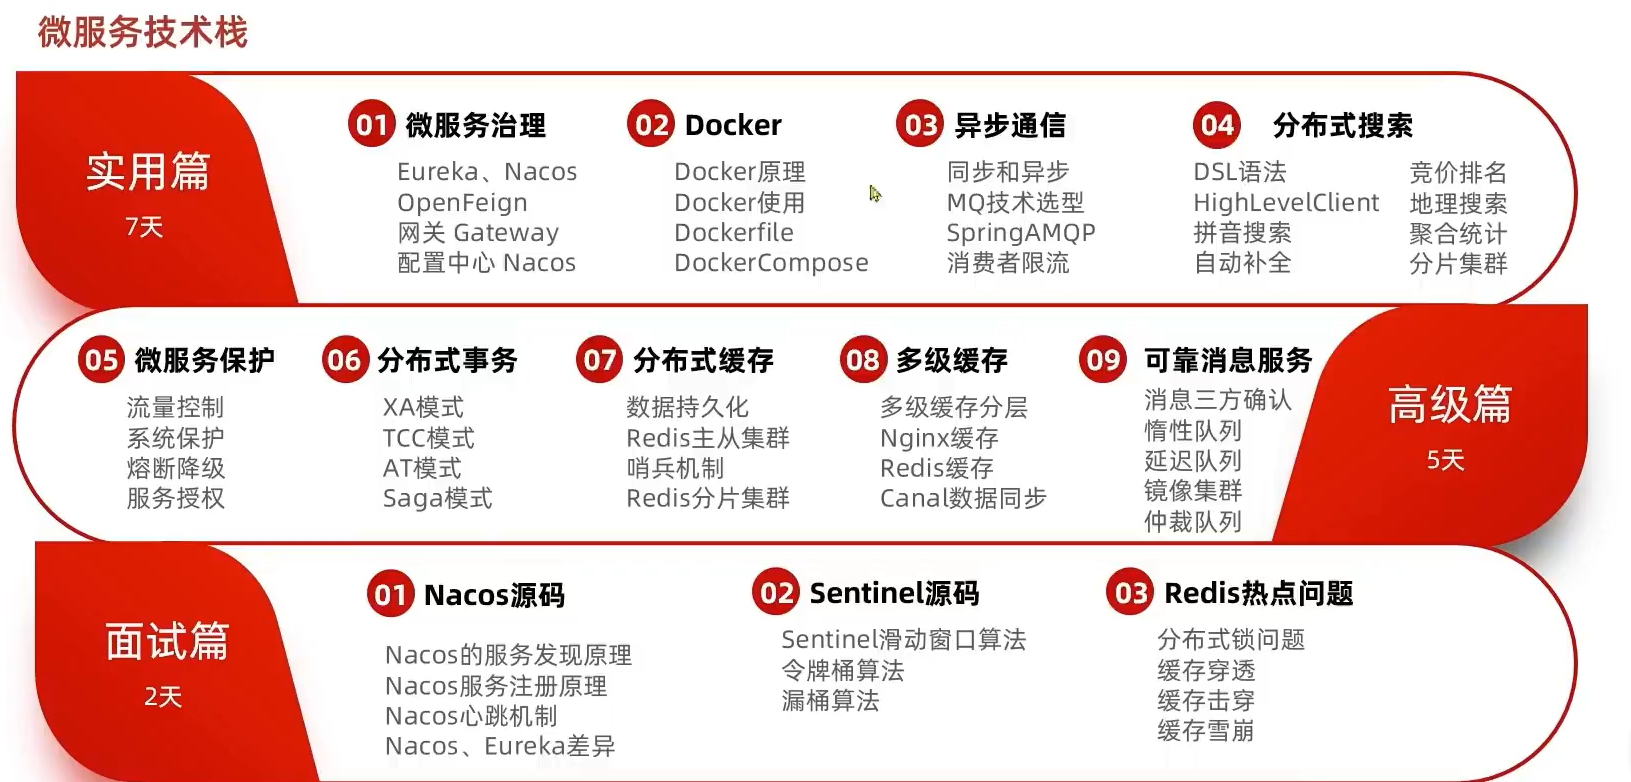 微服务技术栈
实用篇
7天
01 微服务治理
Eureka、Nacos
OpenFeign
网关 Gateway
配置中心 Nacos
02 Docker
Docker原理
Docker使用
Dockerfile
DockerCompose
03 异步通信
同步和异步
MQ技术选型
SpringAMQP
消费者限流
04 分布式搜索
DSL语法
HighLevelClient
拼音搜索
自动补全
竞价排名
地理搜索
聚合统计
分片集群
05 微服务保护
流量控制
系统保护
熔断降级
服务授权
06 分布式事务
XA模式
TCC模式
AT模式
Saga模式
07 分布式缓存
数据持久化
Redis主从集群
哨兵机制
Redis分片集群
08 多级缓存
多级缓存分层
Nginx缓存
Redis缓存
Canal数据同步
09 可靠消息服务
消息三方确认
惰性队列
延迟队列
镜像集群
仲裁队列
高级篇
5天
面试篇
2天
01 Nacos源码
Nacos的服务发现原理
Nacos服务注册原理
Nacos心跳机制
Nacos、Eureka差异
02 Sentinel源码
Sentinel滑动窗口算法
令牌桶算法
漏桶算法
03 Redis热点问题
分布式锁问题
缓存穿透
缓存击穿
缓存雪崩